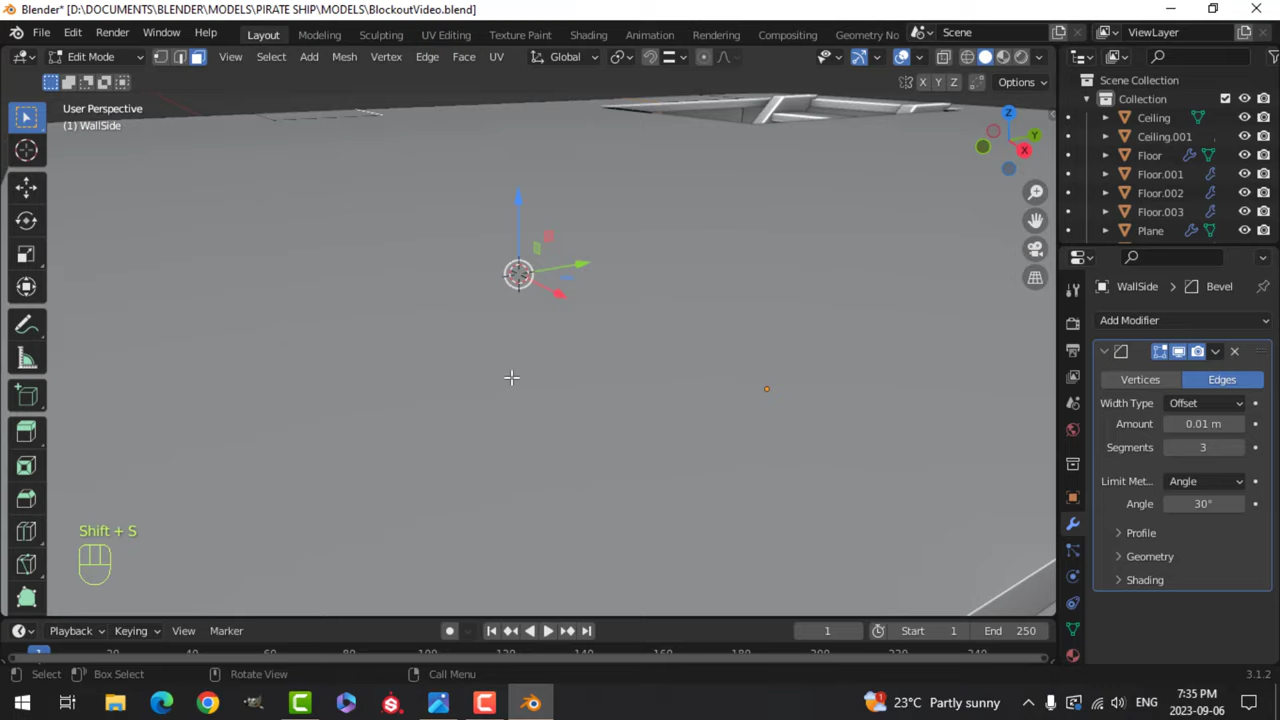 Blender* [D:\DOCUMENTS\BLENDER\MODELS\PIRATE SHIP\MODELS\BlockoutVideo.blend]
File Edit Render Window Help Layout Modeling Sculpting UV Editing Texture Paint Shading Animation Rendering Compositing Geometry No Scene ViewLayer
Edit Mode View Select Add Mesh Vertex Edge Face UV Global
X Y Z Options
User Perspective
(1) WallSide
Z
Y
X
Scene Collection
Collection
Ceiling
Ceiling.001
Floor
Floor.001
Floor.002
Floor.003
Plane
WallSide > Bevel
Add Modifier
Vertices Edges
Width Type Offset
Amount 0.01 m
Segments 3
Limit Met... Angle
Angle 30°
Profile
Geometry
Shading
Shift + S
Playback Keying View Marker 1 Start 1 End 250
1 20 40 60 80 100 120 140 160 180 200 220 240
Select Box Select Rotate View Call Menu 3.1.2
23°C Partly sunny ENG 7:35 PM
2023-09-06